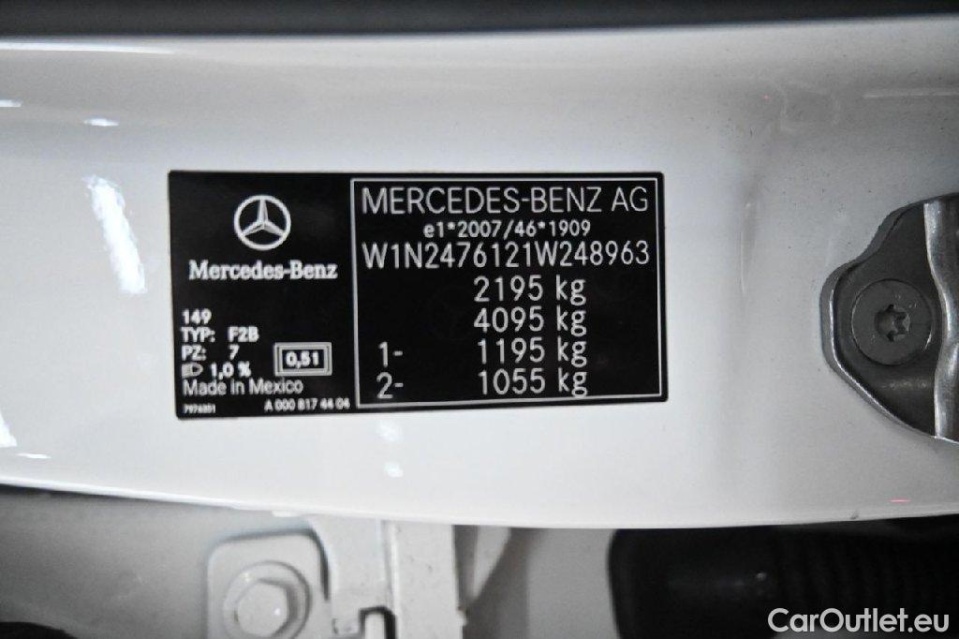 Mercedes-Benz
149
TYP: F2B
PZ: 7
1,0 %
0,51
Made in Mexico
A 000 817 44 04
MERCEDES-BENZ AG
e1*2007/46*1909
W1N2476121W248963
2195 kg
4095 kg
1- 1195 kg
2- 1055 kg
CarOutlet.eu